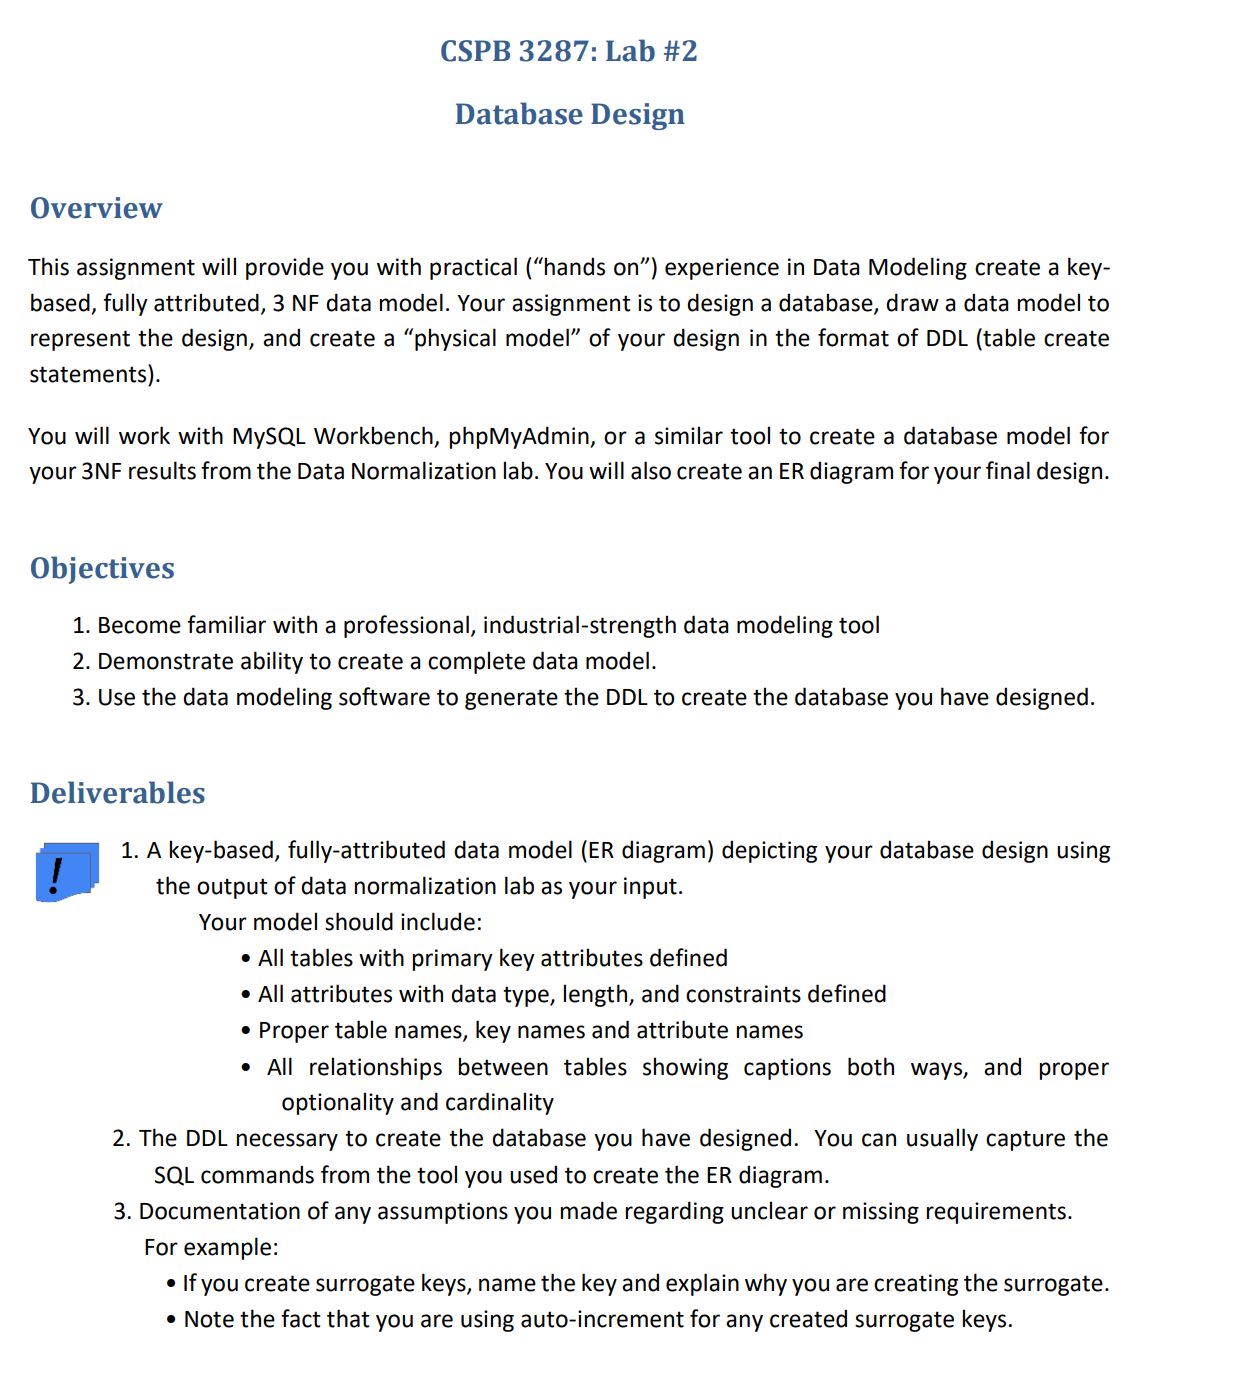 CSPB 3287: Lab #2
Database Design
Overview
This assignment will provide you with practical (“hands on”) experience in Data Modeling create a key-
based, fully attributed, 3 NF data model. Your assignment is to design a database, draw a data model to
represent the design, and create a “physical model” of your design in the format of DDL (table create
statements).
You will work with MySQL Workbench, phpMyAdmin, or a similar tool to create a database model for
your 3NF results from the Data Normalization lab. You will also create an ER diagram for your final design.
Objectives
1. Become familiar with a professional, industrial-strength data modeling tool
2. Demonstrate ability to create a complete data model.
3. Use the data modeling software to generate the DDL to create the database you have designed.
Deliverables
!
1. A key-based, fully-attributed data model (ER diagram) depicting your database design using
the output of data normalization lab as your input.
Your model should include:
• All tables with primary key attributes defined
• All attributes with data type, length, and constraints defined
• Proper table names, key names and attribute names
• All relationships between tables showing captions both ways, and proper
optionality and cardinality
2. The DDL necessary to create the database you have designed. You can usually capture the
SQL commands from the tool you used to create the ER diagram.
3. Documentation of any assumptions you made regarding unclear or missing requirements.
For example:
• If you create surrogate keys, name the key and explain why you are creating the surrogate.
• Note the fact that you are using auto-increment for any created surrogate keys.